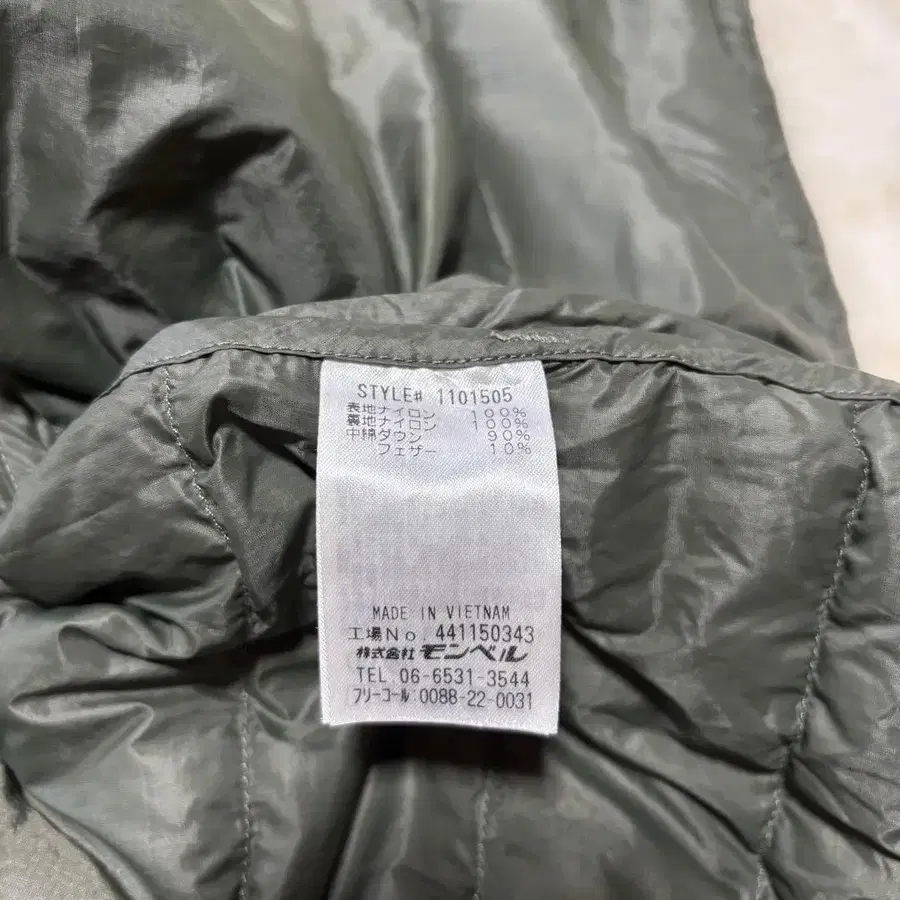 STYLE# 1101505
表地ナイロン 100%
裏地ナイロン 100%
中綿ダウン 90%
フェザー 10%
MADE IN VIETNAM
工場No. 441150343
株式会社 モンベル
TEL 06-6531-3544
フリーコール 0088-22-0031